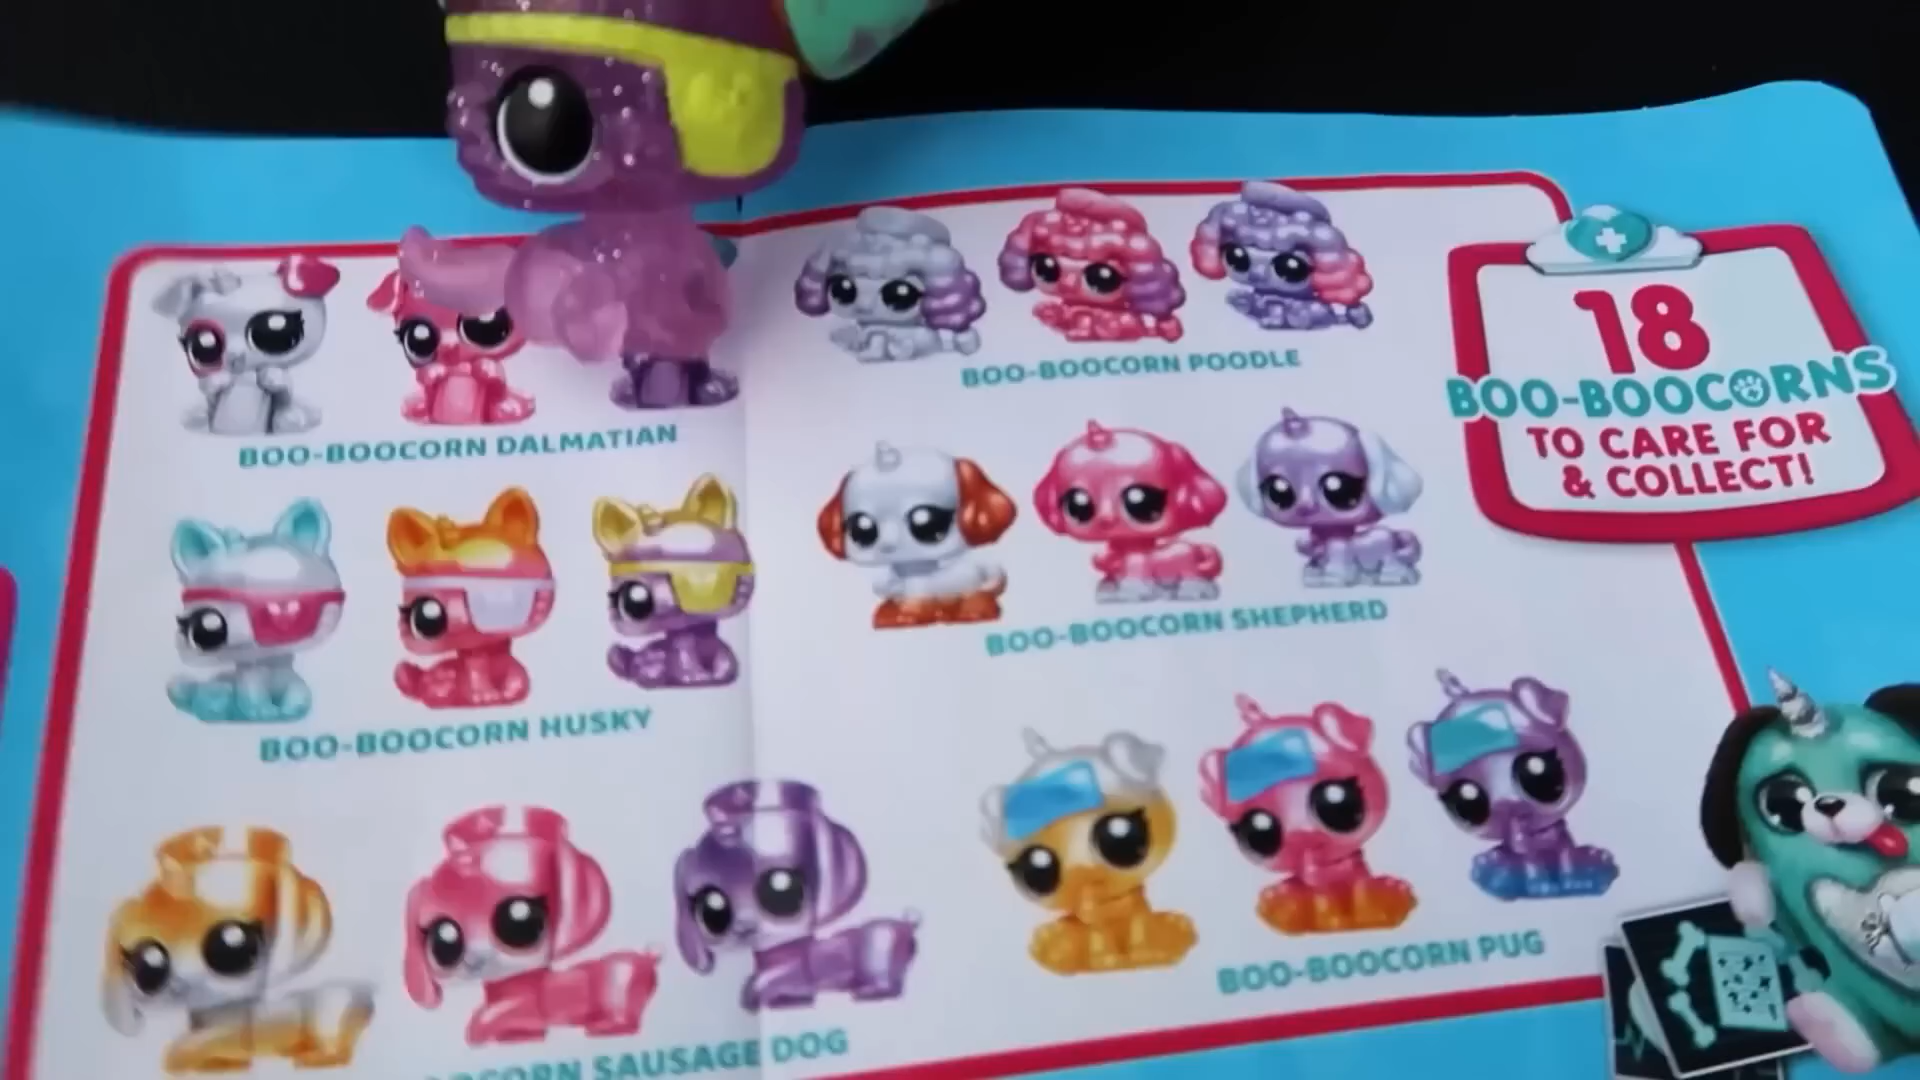 BOO-BOOCORN DALMATIAN
BOO-BOOCORN POODLE
18
BOO-BOOCORNS
TO CARE FOR
& COLLECT!
BOO-BOOCORN HUSKY
BOO-BOOCORN SHEPHERD
SAUSAGE DOG
BOO-BOOCORN PUG